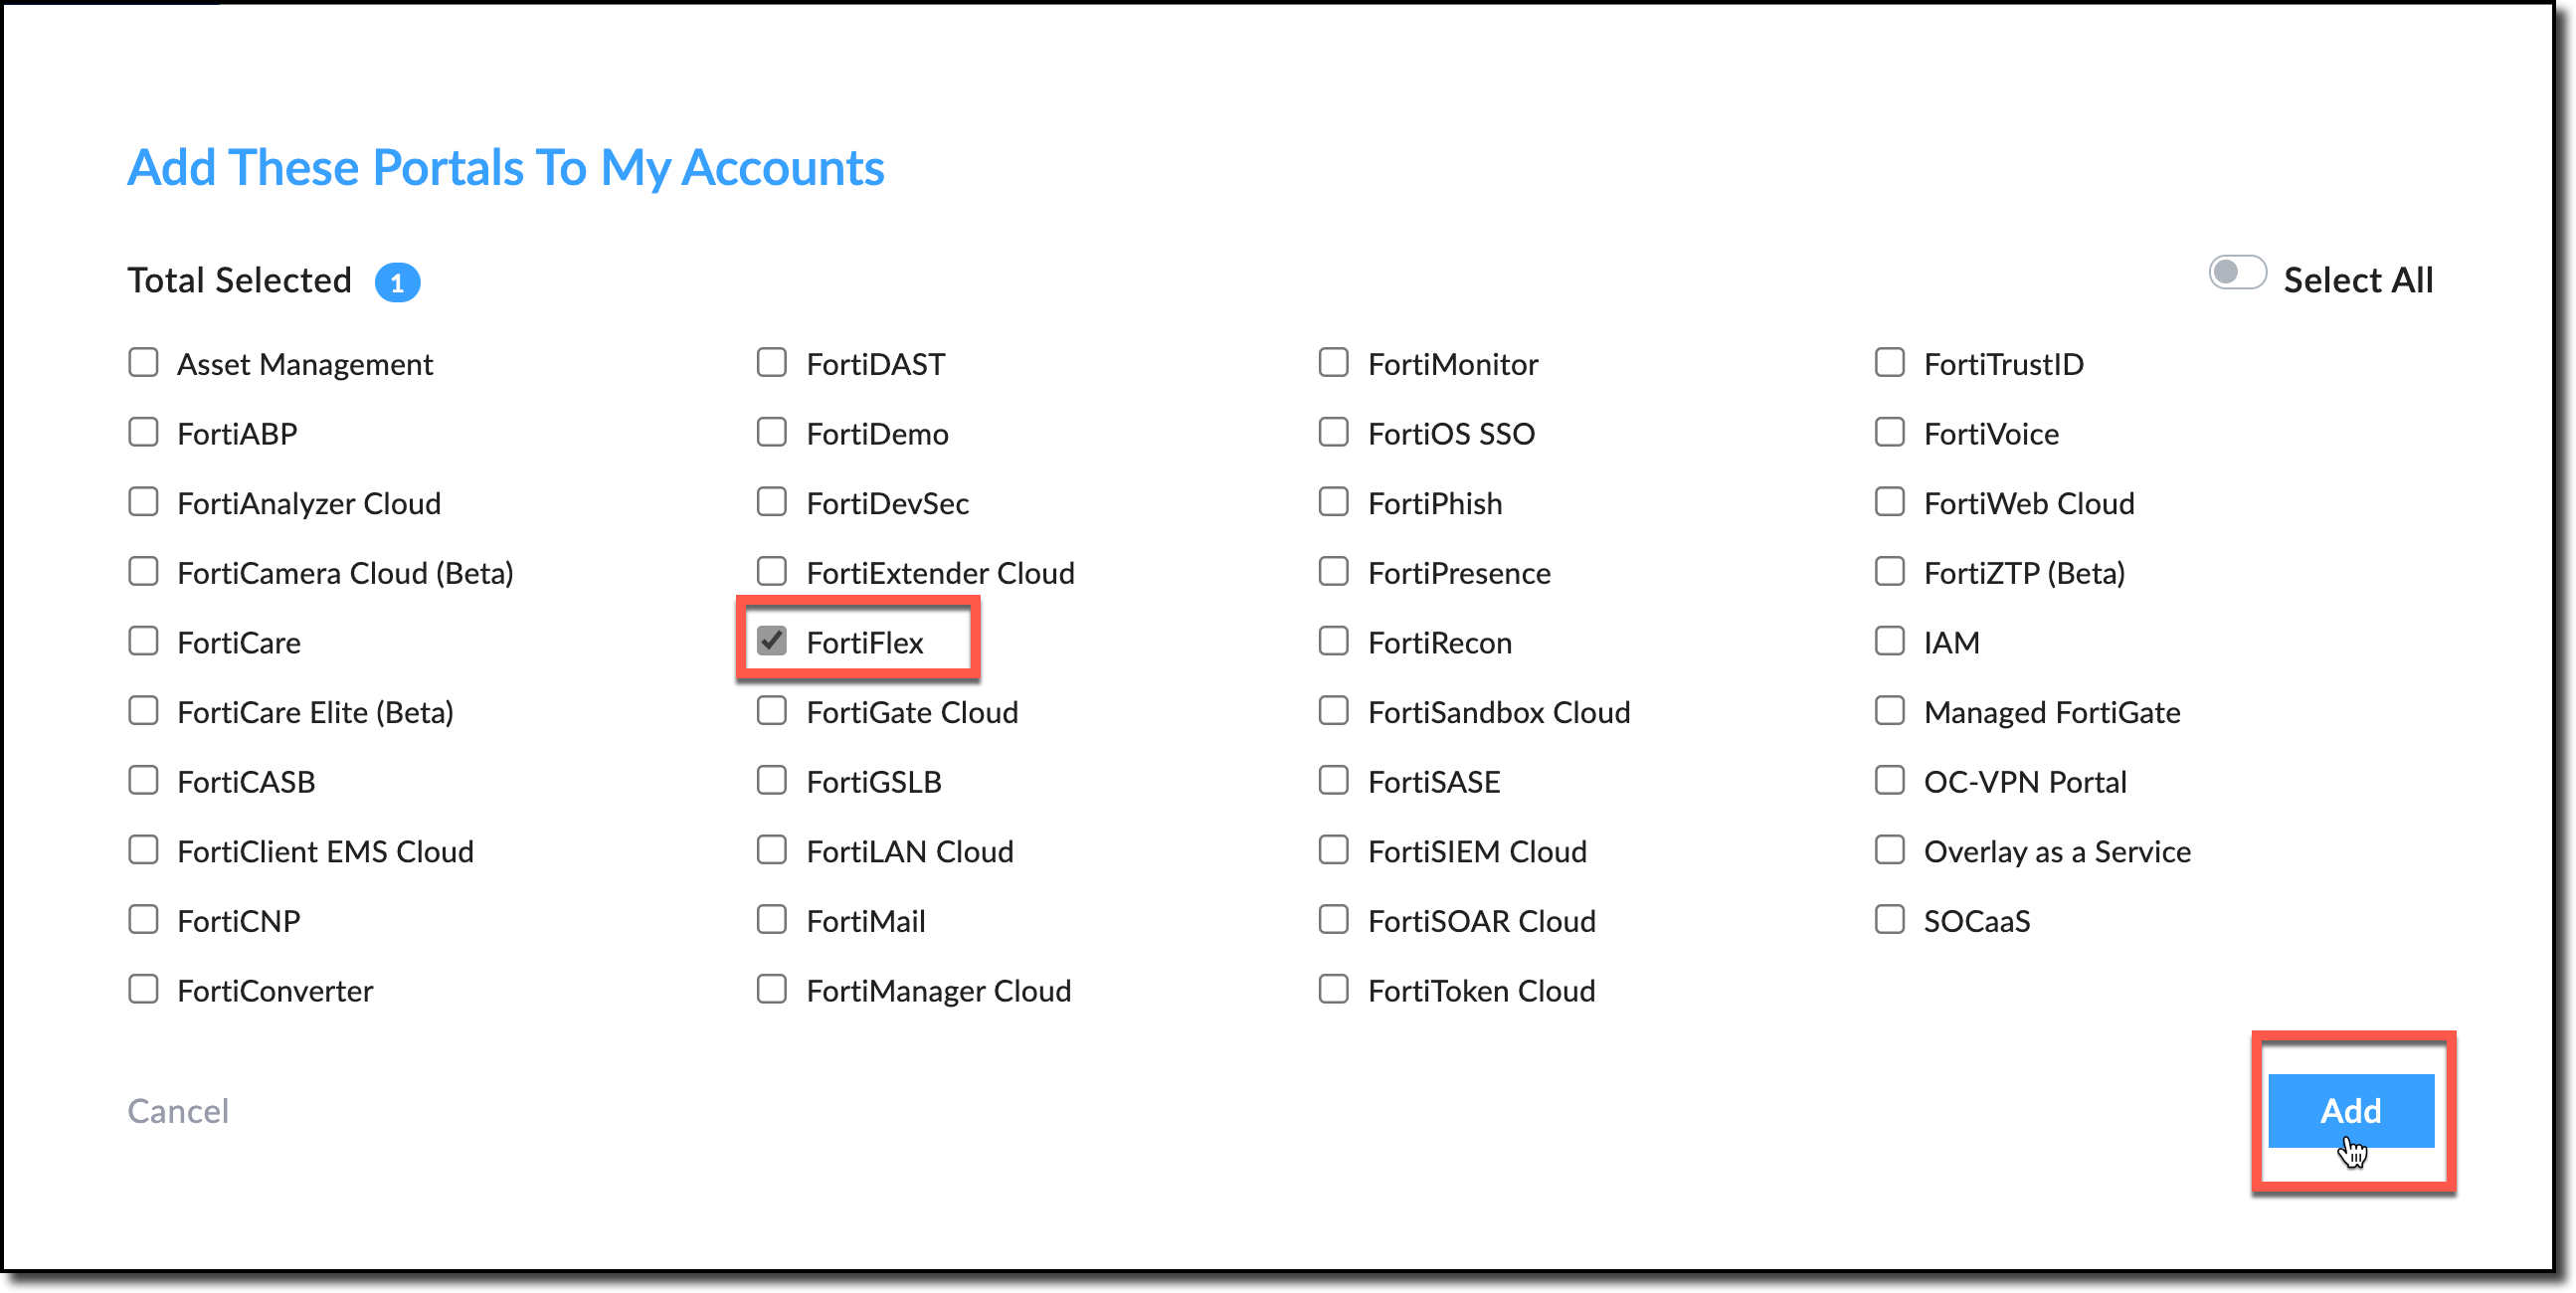 Add These Portals To My Accounts
Total Selected 1 Select All
Asset Management FortiDAST FortiMonitor FortiTrustID
FortiABP FortiDemo FortiOS SSO FortiVoice
FortiAnalyzer Cloud FortiDevSec FortiPhish FortiWeb Cloud
FortiCamera Cloud (Beta) FortiExtender Cloud FortiPresence FortiZTP (Beta)
FortiCare FortiFlex FortiRecon IAM
FortiCare Elite (Beta) FortiGate Cloud FortiSandbox Cloud Managed FortiGate
FortiCASB FortiGSLB FortiSASE OC-VPN Portal
FortiClient EMS Cloud FortiLAN Cloud FortiSIEM Cloud Overlay as a Service
FortiCNP FortiMail FortiSOAR Cloud SOCaaS
FortiConverter FortiManager Cloud FortiToken Cloud
Cancel Add